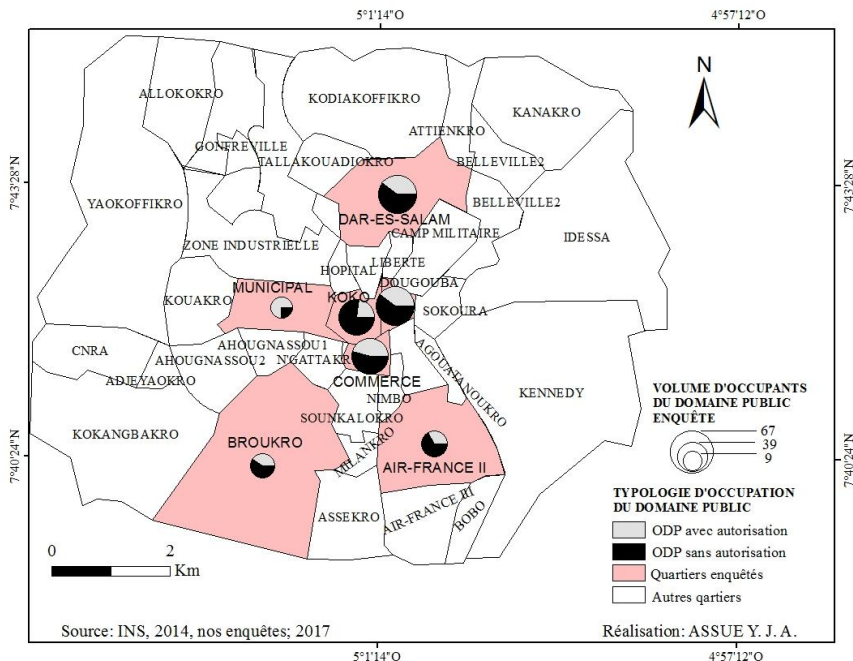 5°1'14"O
4°57'12"O
N
ALLOKOKRO
KODIAKOFFIKRO
KANAKRO
ATTIENKRO
GONFREVILLE
TALLAKOUADIOKRO
BELLEVILLE2
7°43'28"N
7°43'28"N
YAOKOFFIKRO
BELLEVILLE2
DAR-ES-SALAM
CAMP MILITAIRE
ZONE INDUSTRIELLE
IDESSA
HOPITAL
LIBERTE
MUNICIPAL
DOUGOUBA
KOUAKRO
KOKO
SOKOURA
CNRA
AHOUGNASSOU1
AHOUGNASSOU2
N'GATTAKRO
ADJEYAOKRO
COMMERCE
AGOUATANOUKRO
KENNEDY
NIMBO
SOUNKALOKRO
KOKANGBAKRO
BROUKRO
MILANKRO
AIR-FRANCE II
7°40'24"N
7°40'24"N
ASSEKRO
AIR-FRANCE III
BOBO
VOLUME D'OCCUPANTS
DU DOMAINE PUBLIC
ENQUÊTE
67
39
9
TYPOLOGIE D'OCCUPATION
DU DOMAINE PUBLIC
ODP avec autorisation
ODP sans autorisation
Quartiers enquêtés
Autres qartiers
0 2
Km
Source: INS, 2014, nos enquêtes; 2017
Réalisation: ASSUE Y. J. A.
5°1'14"O
4°57'12"O